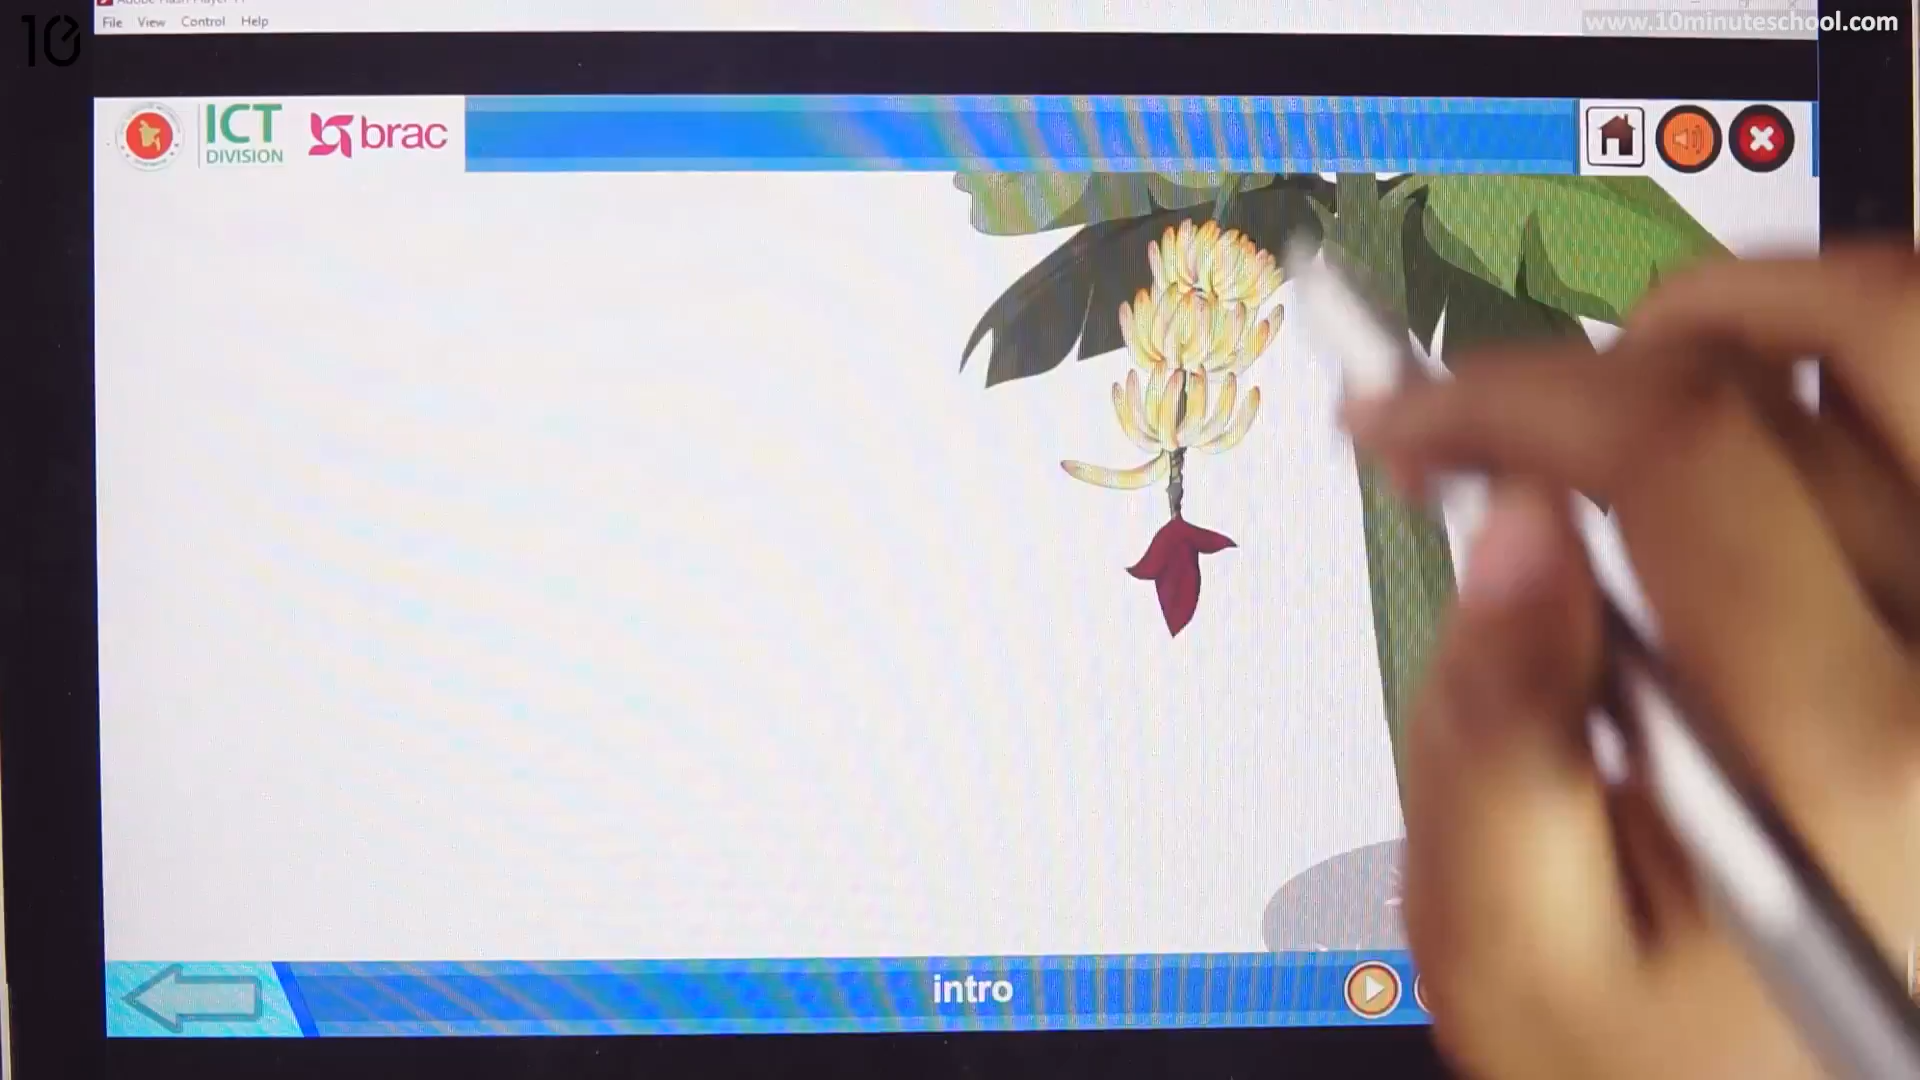 File View Control Help
www.10minuteschool.com
10
ICT
DIVISION
brac
intro